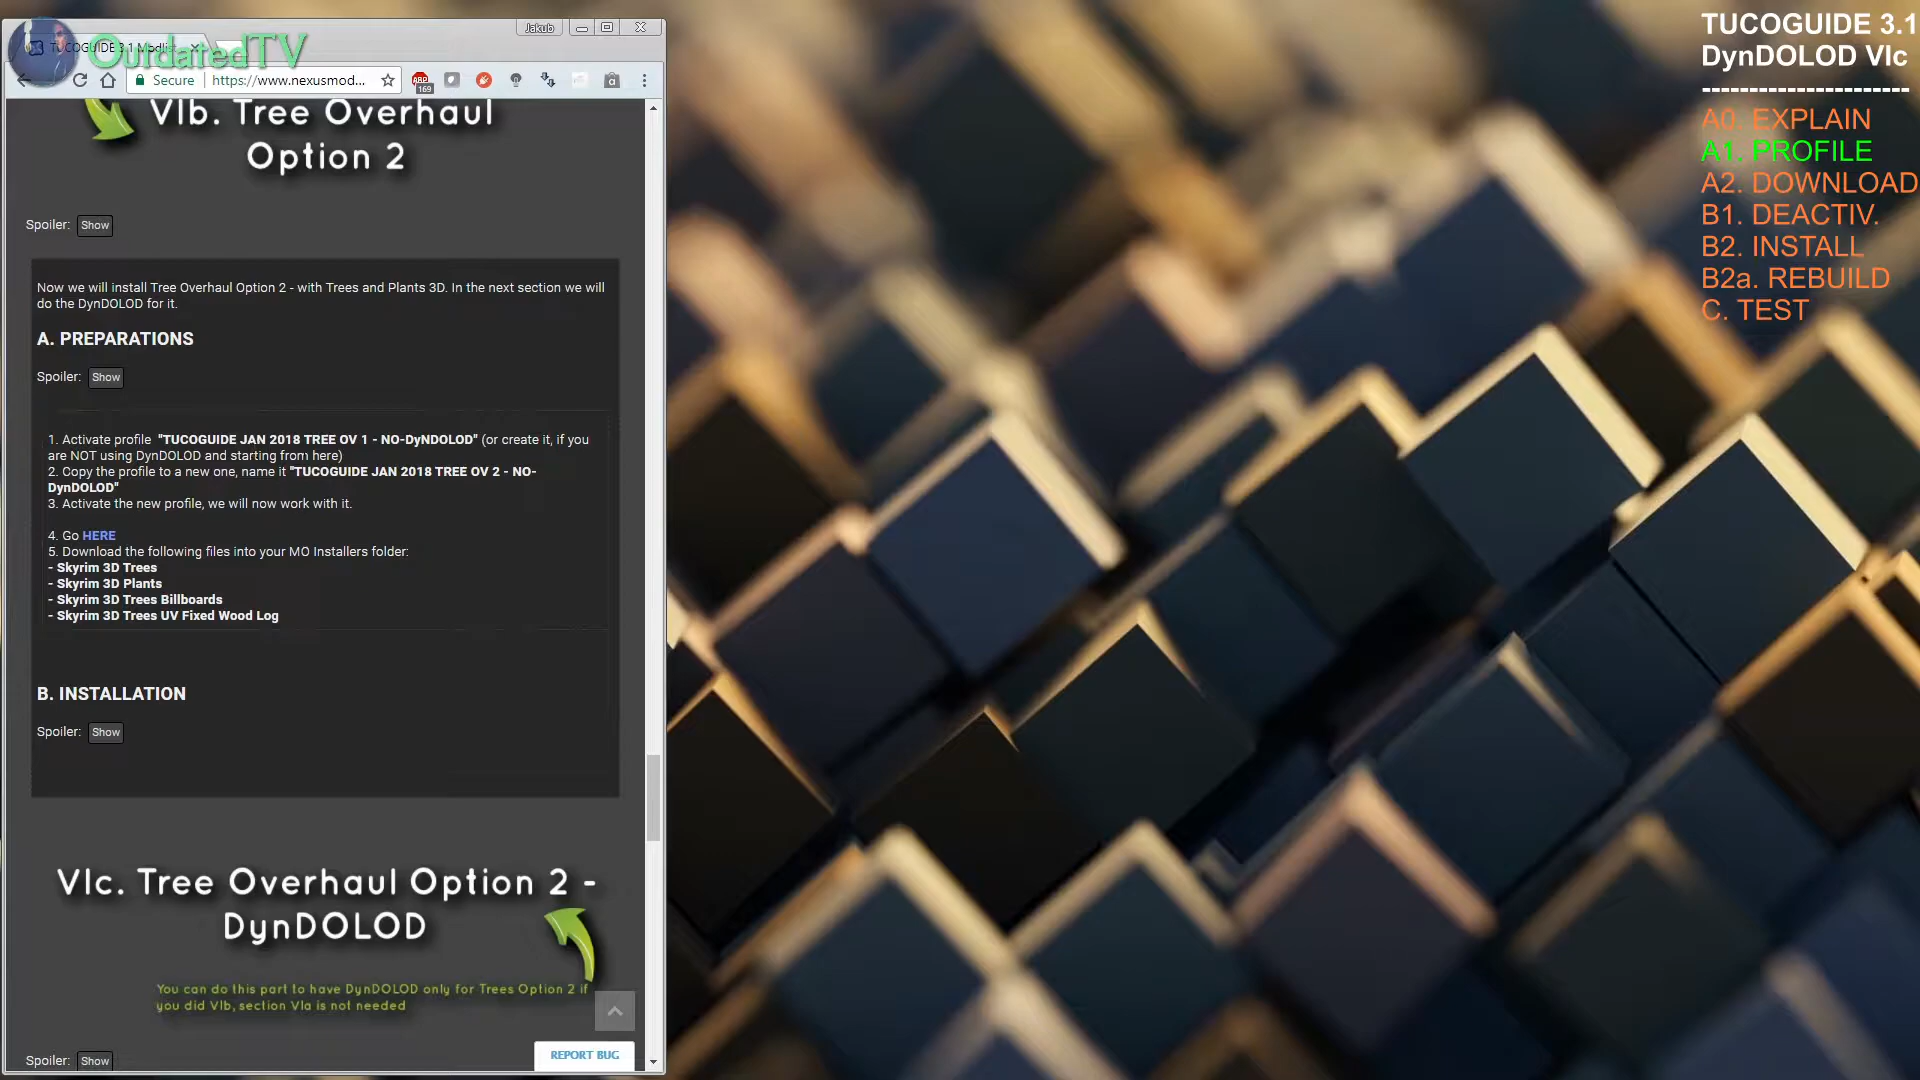 Jakub
TUCOGUIDE 3.1 Modlis
OurdatedTV
Secure
https://www.nexusmod...
ABP
169
a
VIb. Tree Overhaul
Option 2
Spoiler: Show
Now we will install Tree Overhaul Option 2 - with Trees and Plants 3D. In the next section we will
do the DynDOLOD for it.
A. PREPARATIONS
Spoiler: Show
1. Activate profile "TUCOGUIDE JAN 2018 TREE OV 1 - NO-DyNDOLOD" (or create it, if you
are NOT using DynDOLOD and starting from here)
2. Copy the profile to a new one, name it "TUCOGUIDE JAN 2018 TREE OV 2 - NO-
DynDOLOD"
3. Activate the new profile, we will now work with it.
4. Go HERE
5. Download the following files into your MO Installers folder:
- Skyrim 3D Trees
- Skyrim 3D Plants
- Skyrim 3D Trees Billboards
- Skyrim 3D Trees UV Fixed Wood Log
B. INSTALLATION
Spoiler: Show
VIc. Tree Overhaul Option 2 -
DynDOLOD
You can do this part to have DynDOLOD only for Trees Option 2 if
you did VIb, section VIa is not needed
Spoiler: Show
REPORT BUG
TUCOGUIDE 3.1
DynDOLOD VIc
---------------------
A0. EXPLAIN
A1. PROFILE
A2. DOWNLOAD
B1. DEACTIV.
B2. INSTALL
B2a. REBUILD
C. TEST